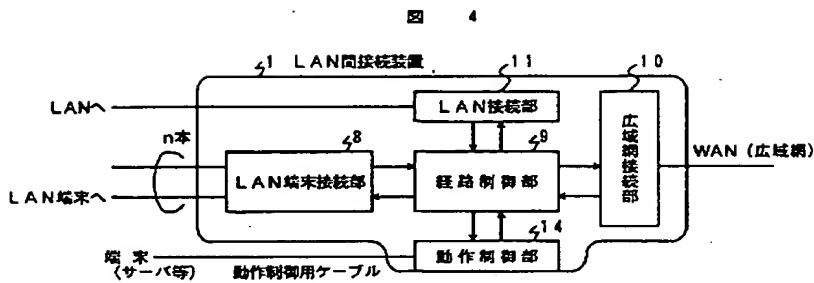 図 4
1 LAN間接続装置
11
10
LANへ
LAN接続部
n本
8
9
広域網接続部
WAN（広域網）
LAN端末接続部
経路制御部
LAN端末へ
14
端末
（サーバ等）
動作制御用ケーブル
動作制御部